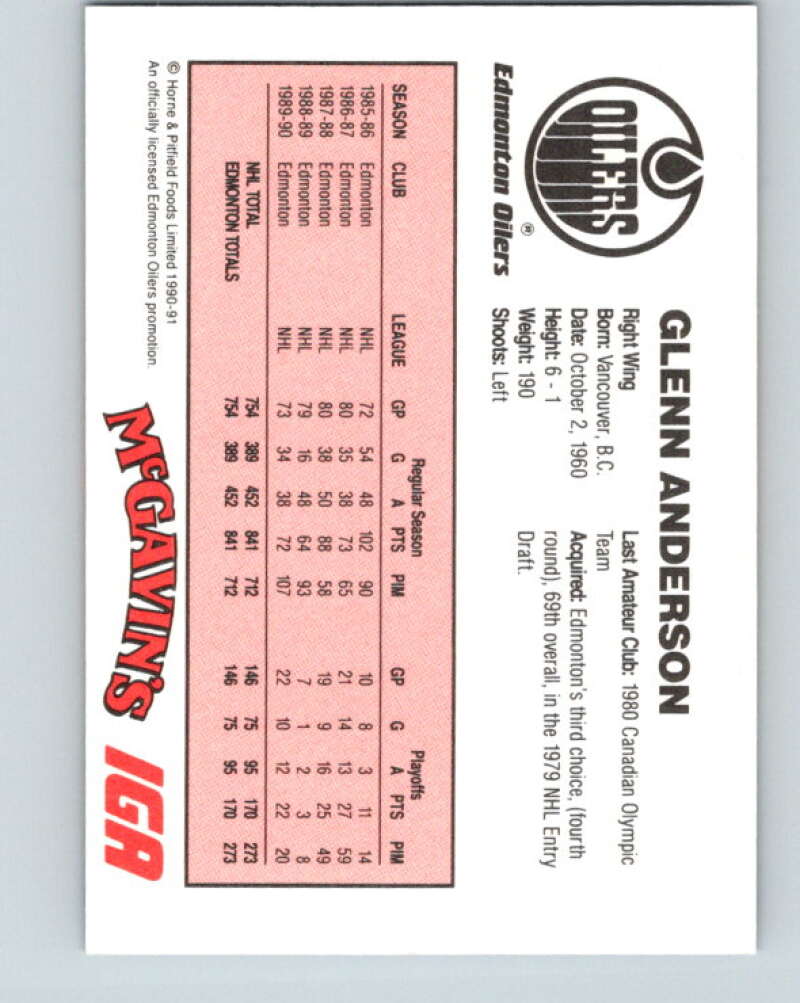 OILERS
Edmonton Oilers®
GLENN ANDERSON
Right Wing
Born: Vancouver, B.C.
Date: October 2, 1960
Height: 6 - 1
Weight: 190
Shoots: Left
Last Amateur Club: 1980 Canadian Olympic
Team
Acquired: Edmonton's third choice, (fourth
round), 69th overall, in the 1979 NHL Entry
Draft.
Regular Season Playoffs
SEASON CLUB LEAGUE GP G A PTS PIM GP G A PTS PIM
1985-86 Edmonton NHL 72 54 48 102 90 10 8 3 11 14
1986-87 Edmonton NHL 80 35 38 73 65 21 14 13 27 59
1987-88 Edmonton NHL 80 38 50 88 58 19 9 16 25 49
1988-89 Edmonton NHL 79 16 48 64 93 7 1 2 3 8
1989-90 Edmonton NHL 73 34 38 72 107 22 10 12 22 20
NHL TOTAL 754 389 452 841 712 146 75 95 170 273
EDMONTON TOTALS 754 389 452 841 712 146 75 95 170 273
© Horne & Pitfield Foods Limited 1990-91
An officially licensed Edmonton Oilers promotion.
McGAVIN'S
IGA